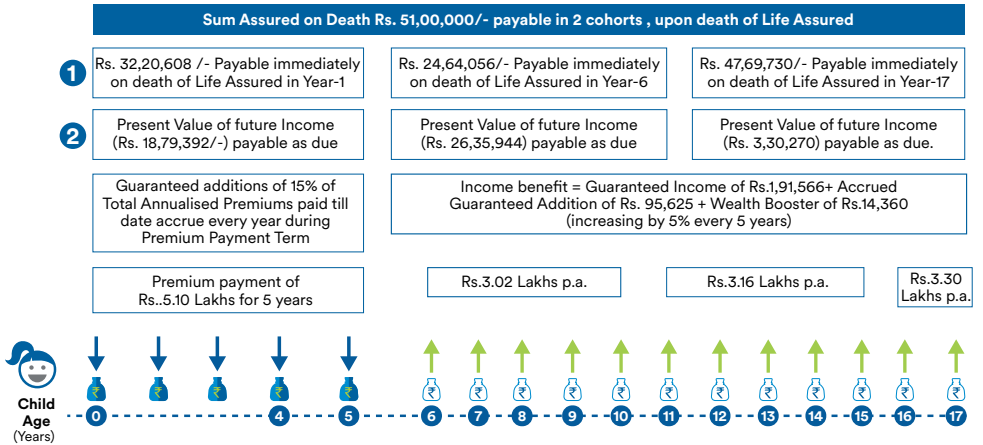 Sum Assured on Death Rs. 51,00,000/- payable in 2 cohorts , upon death of Life Assured
1
Rs. 32,20,608 /- Payable immediately
on death of Life Assured in Year-1
Rs. 24,64,056/- Payable immediately
on death of Life Assured in Year-6
Rs. 47,69,730/- Payable immediately
on death of Life Assured in Year-17
2
Present Value of future Income
(Rs. 18,79,392/-) payable as due
Present Value of future Income
(Rs. 26,35,944) payable as due
Present Value of future Income
(Rs. 3,30,270) payable as due.
Guaranteed additions of 15% of
Total Annualised Premiums paid till
date accrue every year during
Premium Payment Term
Income benefit = Guaranteed Income of Rs.1,91,566+ Accrued
Guaranteed Addition of Rs. 95,625 + Wealth Booster of Rs.14,360
(increasing by 5% every 5 years)
Premium payment of
Rs..5.10 Lakhs for 5 years
Rs.3.02 Lakhs p.a.
Rs.3.16 Lakhs p.a.
Rs.3.30
Lakhs p.a.
₹ ₹ ₹ ₹ ₹ ₹ ₹ ₹ ₹ ₹ ₹ ₹ ₹ ₹ ₹ ₹ ₹
Child
Age
(Years)
0 4 5 6 7 8 9 10 11 12 13 14 15 16 17